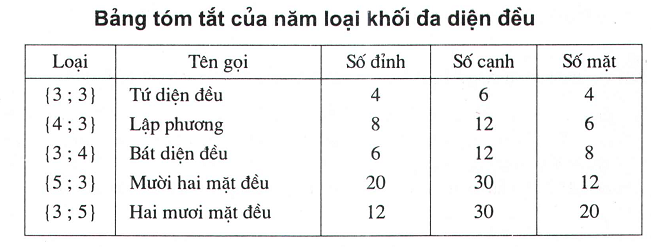 Bảng tóm tắt của năm loại khối đa diện đều
Loại Tên gọi Số đỉnh Số cạnh Số mặt
{3 ; 3} Tứ diện đều 4 6 4
{4 ; 3} Lập phương 8 12 6
{3 ; 4} Bát diện đều 6 12 8
{5 ; 3} Mười hai mặt đều 20 30 12
{3 ; 5} Hai mươi mặt đều 12 30 20